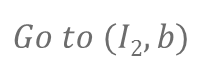 Go to (I₂, b)